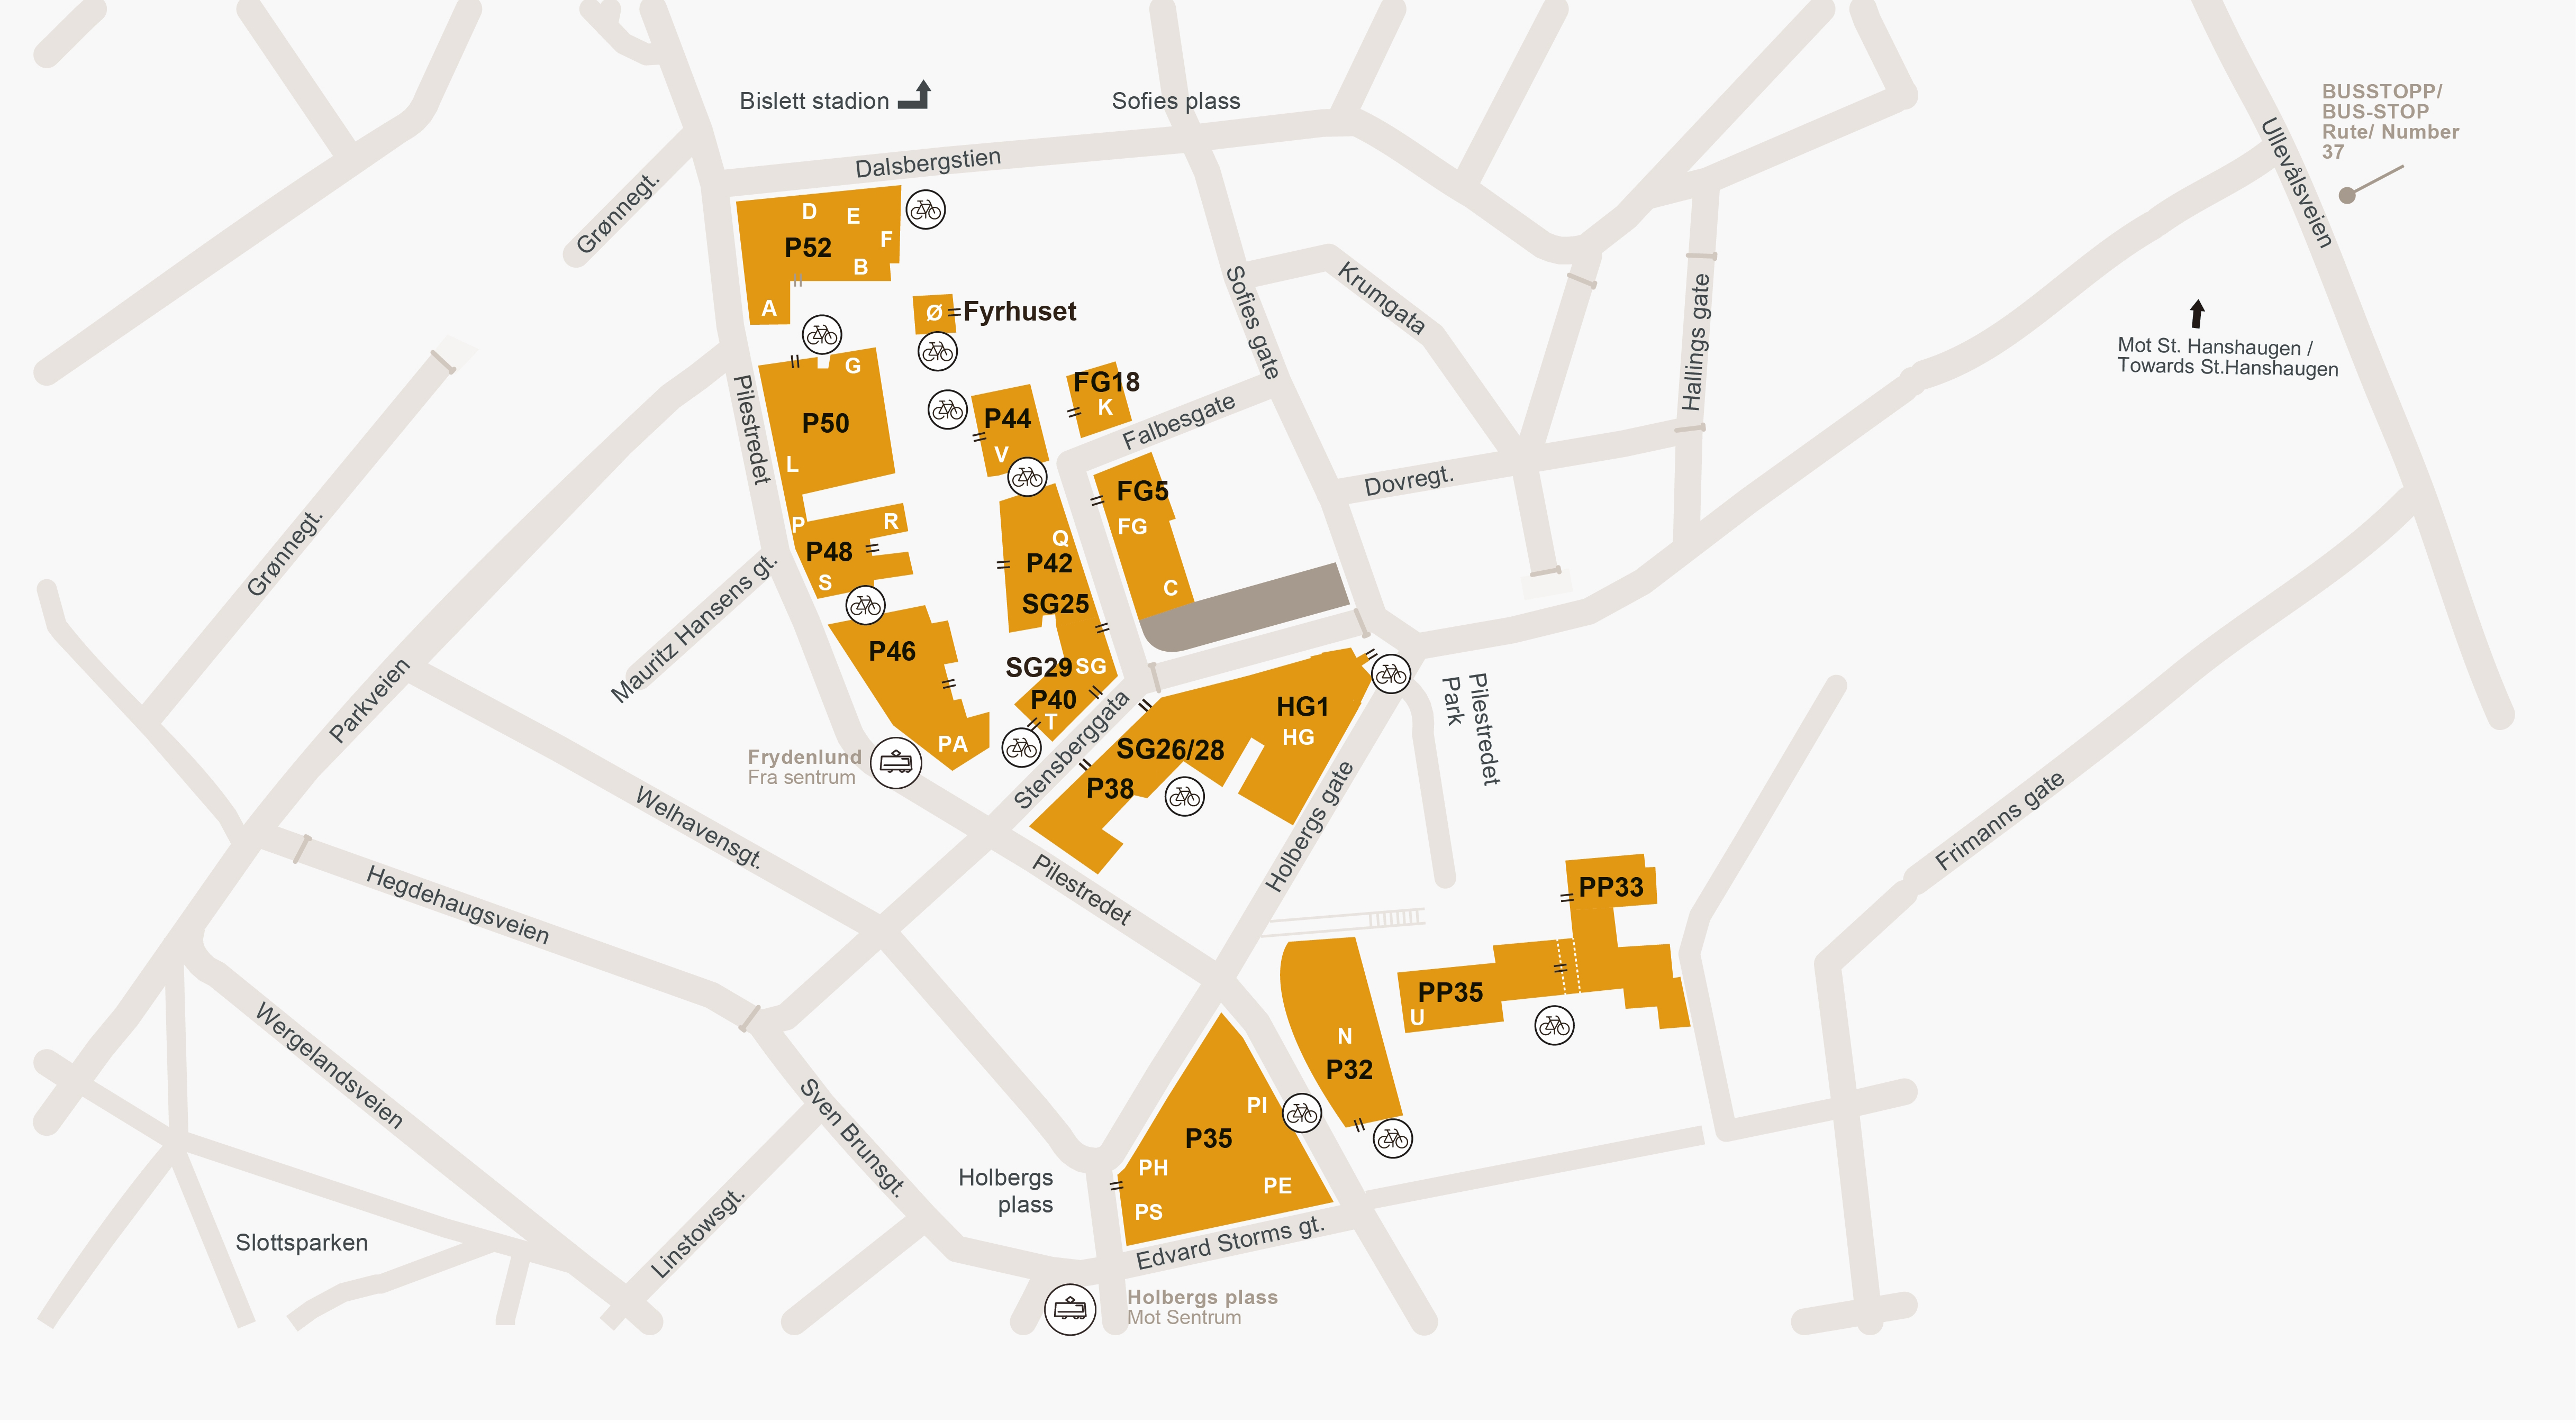 BUSSTOPP/
BUS-STOP
Rute/ Number
37
Bislett stadion
Sofies plass
Ullevålsveien
Dalsbergstien
Grønnegt.
D
E
F
P52
B
A
Fyrhuset
Ø
Sofies gate
Krumgata
Hallings gate
Mot St. Hanshaugen /
Towards St.Hanshaugen
Pilestredet
G
P50
L
P44
V
FG18
K
Falbesgate
FG5
FG
C
Dovregt.
Grønnegt.
P
R
P48
S
Q
P42
SG25
Mauritz Hansens gt.
P46
PA
SG29
SG
P40
T
Parkveien
Stensberggata
HG1
HG
SG26/28
P38
Pilestredet
Park
Frydenlund
Fra sentrum
Welhavensgt.
Holbergs gate
Frimanns gate
Hegdehaugsveien
Pilestredet
PP33
PP35
U
N
P32
Wergelandsveien
Sven Brunsgt.
PI
P35
PH
PE
PS
Holbergs
plass
Linstowsgt.
Slottsparken
Edvard Storms gt.
Holbergs plass
Mot Sentrum